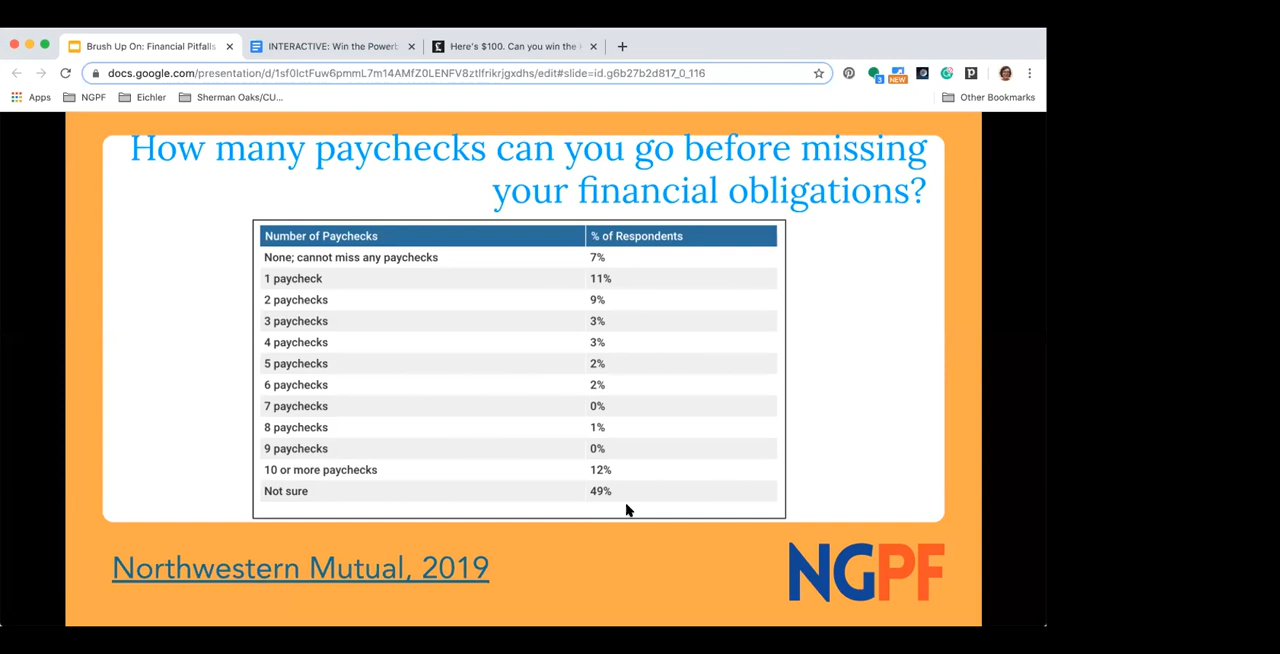 Brush Up On: Financial Pitfalls
INTERACTIVE: Win the Powerb
Here's $100. Can you win the
docs.google.com/presentation/d/1sf0IctFuw6pmmL7m14AMfZ0LENFV8ztlfrikrjgxdhs/edit#slide=id.g6b27b2d817_0_116
3
NEW
Apps NGPF Eichler Sherman Oaks/CU... Other Bookmarks
How many paychecks can you go before missing
your financial obligations?
Number of Paychecks % of Respondents
None; cannot miss any paychecks 7%
1 paycheck 11%
2 paychecks 9%
3 paychecks 3%
4 paychecks 3%
5 paychecks 2%
6 paychecks 2%
7 paychecks 0%
8 paychecks 1%
9 paychecks 0%
10 or more paychecks 12%
Not sure 49%
Northwestern Mutual, 2019
NGPF